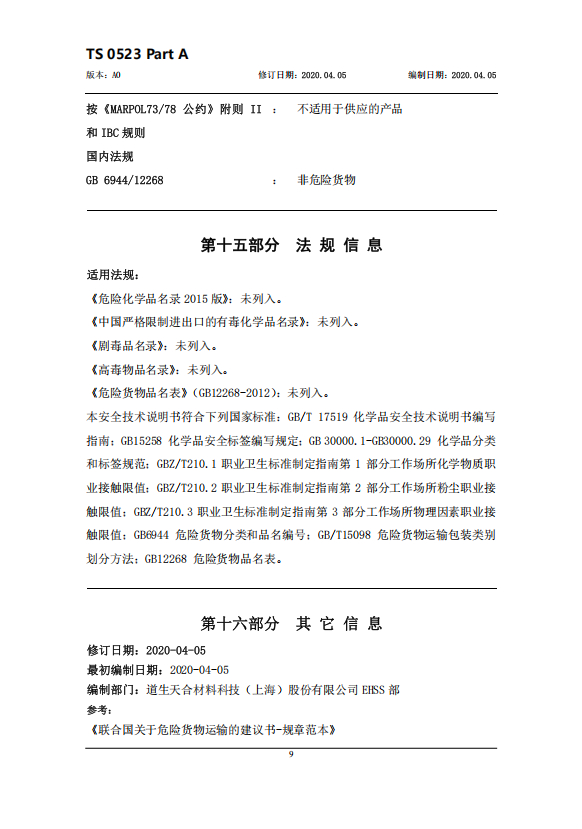 TS 0523 Part A
版本：A0 修订日期：2020.04.05 编制日期：2020.04.05
按《MARPOL73/78 公约》附则 II ： 不适用于供应的产品
和 IBC 规则
国内法规
GB 6944/12268 ： 非危险货物
第十五部分 法 规 信 息
适用法规：
《危险化学品名录 2015 版》：未列入。
《中国严格限制进出口的有毒化学品名录》：未列入。
《剧毒品名录》：未列入。
《高毒物品名录》：未列入。
《危险货物品名表》（GB12268-2012）：未列入。
本安全技术说明书符合下列国家标准：GB/T 17519 化学品安全技术说明书编写
指南；GB15258 化学品安全标签编写规定；GB 30000.1-GB30000.29 化学品分类
和标签规范；GBZ/T210.1 职业卫生标准制定指南第 1 部分工作场所化学物质职
业接触限值；GBZ/T210.2 职业卫生标准制定指南第 2 部分工作场所粉尘职业接
触限值；GBZ/T210.3 职业卫生标准制定指南第 3 部分工作场所物理因素职业接
触限值；GB6944 危险货物分类和品名编号；GB/T15098 危险货物运输包装类别
划分方法；GB12268 危险货物品名表。
第十六部分 其 它 信 息
修订日期：2020-04-05
最初编制日期：2020-04-05
编制部门：道生天合材料科技（上海）股份有限公司 EHSS 部
参考：
《联合国关于危险货物运输的建议书-规章范本》
9